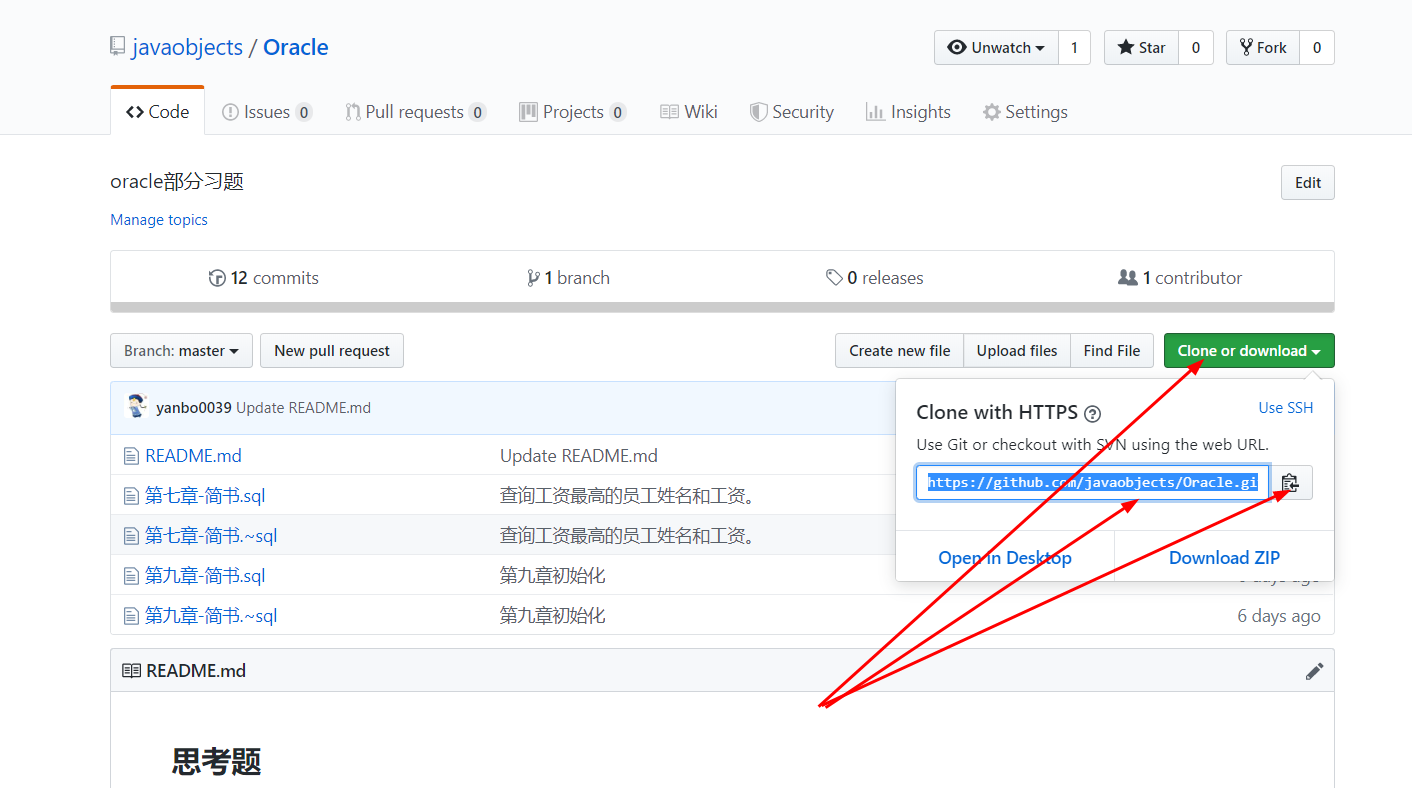 javaobjects / Oracle
Unwatch 1 Star 0 Fork 0
Code Issues 0 Pull requests 0 Projects 0 Wiki Security Insights Settings
oracle部分习题 Edit
Manage topics
12 commits 1 branch 0 releases 1 contributor
Branch: master New pull request Create new file Upload files Find File Clone or download
yanbo0039 Update README.md
Clone with HTTPS Use SSH
Use Git or checkout with SVN using the web URL.
https://github.com/javaobjects/Oracle.gi
Open in Desktop Download ZIP
README.md Update README.md
第七章-简书.sql 查询工资最高的员工姓名和工资。
第七章-简书.~sql 查询工资最高的员工姓名和工资。
第九章-简书.sql 第九章初始化 6 days ago
第九章-简书.~sql 第九章初始化 6 days ago
README.md
思考题